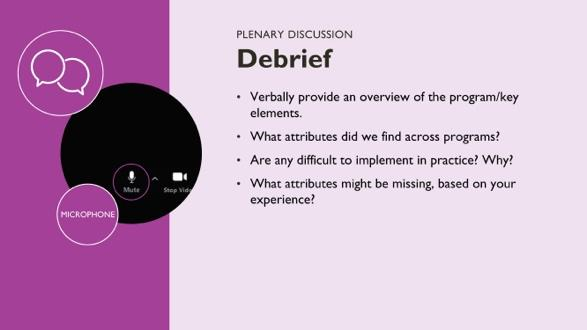 PLENARY DISCUSSION
Debrief
• Verbally provide an overview of the program/key
elements.
• What attributes did we find across programs?
• Are any difficult to implement in practice? Why?
• What attributes might be missing, based on your
experience?
Mute
Stop Vide
MICROPHONE